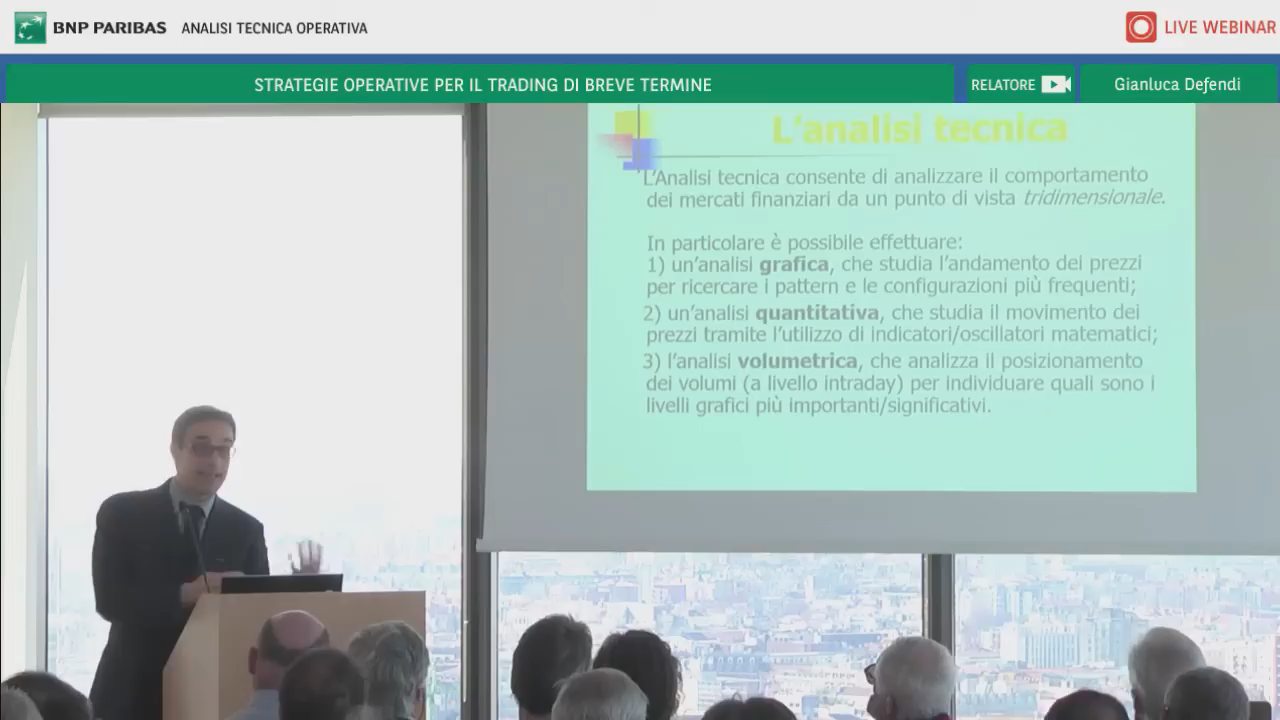 BNP PARIBAS ANALISI TECNICA OPERATIVA
LIVE WEBINAR
STRATEGIE OPERATIVE PER IL TRADING DI BREVE TERMINE
RELATORE
Gianluca Defendi
L'analisi tecnica
L'Analisi tecnica consente di analizzare il comportamento
dei mercati finanziari da un punto di vista tridimensionale.
In particolare è possibile effettuare:
1) un'analisi grafica, che studia l'andamento dei prezzi
per ricercare i pattern e le configurazioni più frequenti;
2) un'analisi quantitativa, che studia il movimento dei
prezzi tramite l'utilizzo di indicatori/oscillatori matematici;
3) l'analisi volumetrica, che analizza il posizionamento
dei volumi (a livello intraday) per individuare quali sono i
livelli grafici più importanti/significativi.